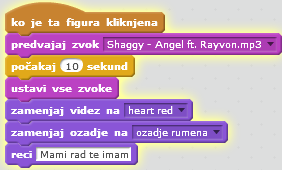 ko je ta figura kliknjena
predvajaj zvok Shaggy - Angel ft. Rayvon.mp3
počakaj 10 sekund
ustavi vse zvoke
zamenjaj videz na heart red
zamenjaj ozadje na ozadje rumena
reci Mami rad te imam